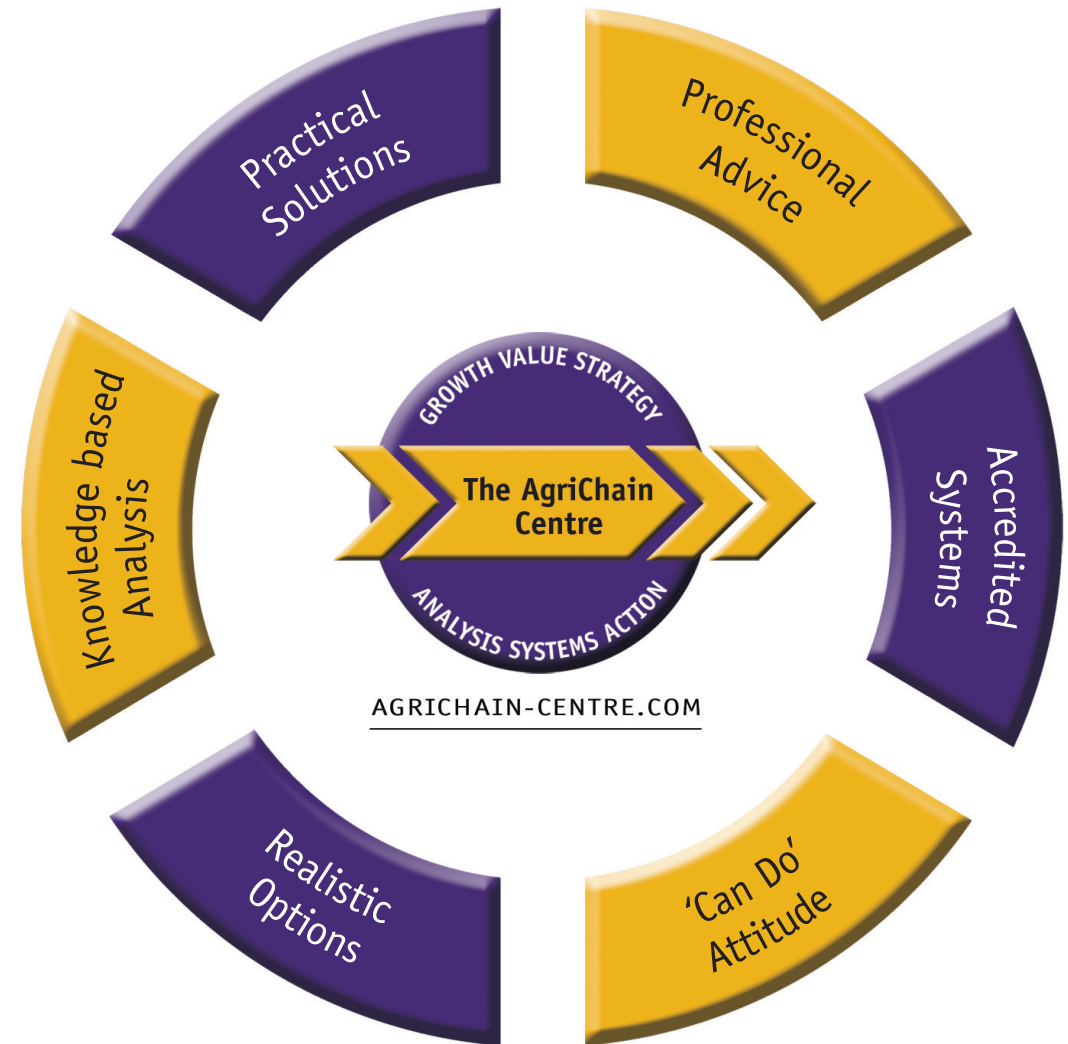 Practical
Solutions
Professional
Advice
Knowledge based
Analysis
GROWTH VALUE STRATEGY
The AgriChain
Centre
ANALYSIS SYSTEMS ACTION
AGRICHAIN-CENTRE.COM
Accredited
Systems
Realistic
Options
'Can Do'
Attitude